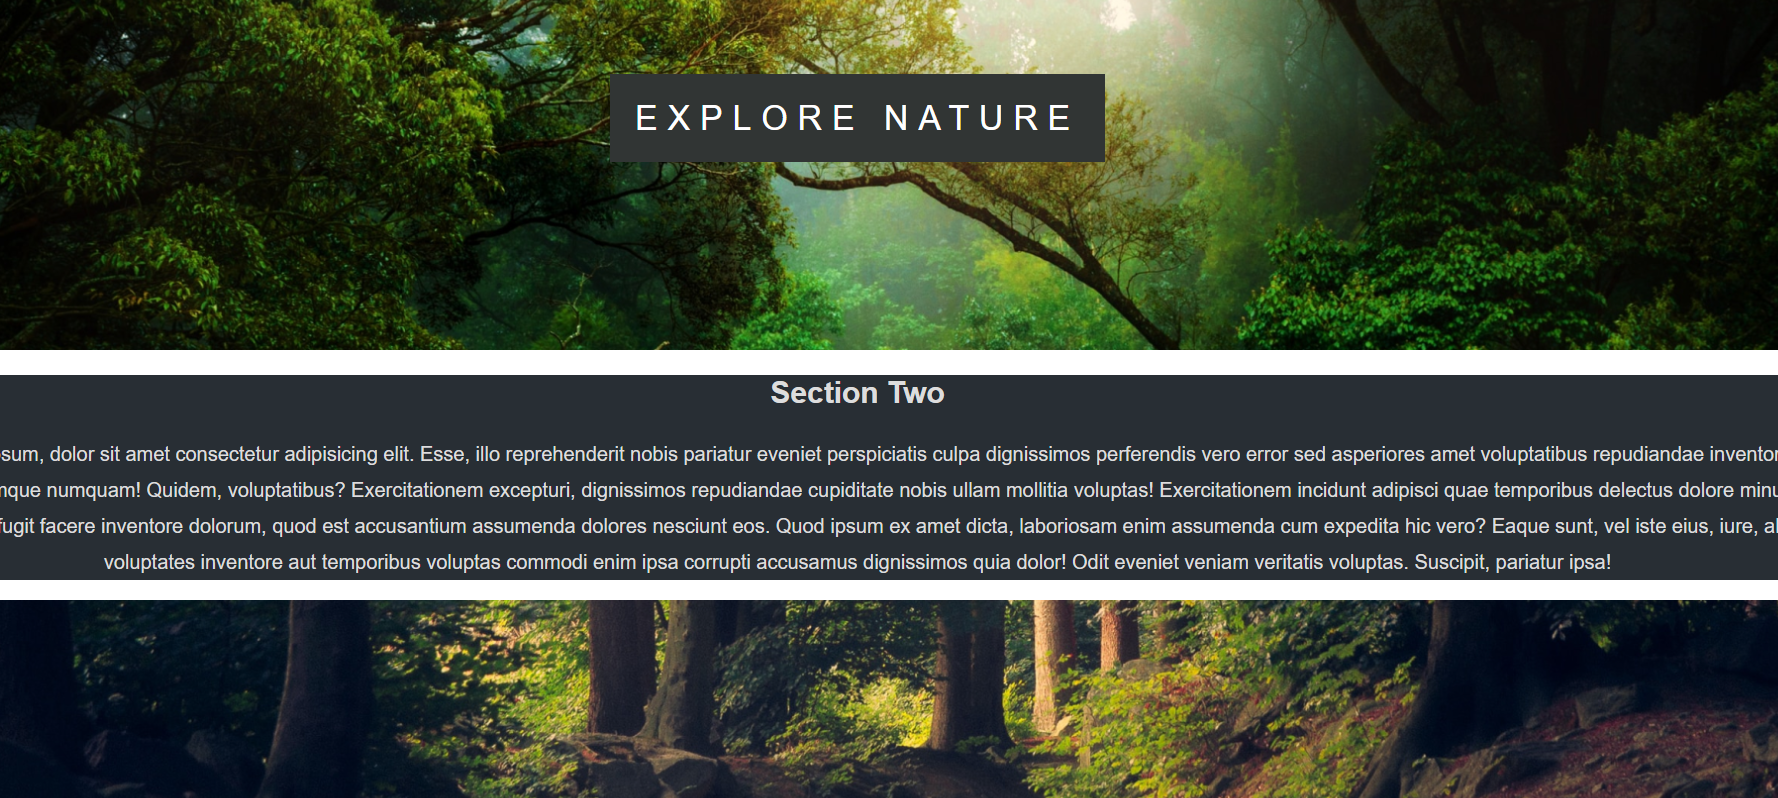 EXPLORE NATURE
Section Two
sum, dolor sit amet consectetur adipisicing elit. Esse, illo reprehenderit nobis pariatur eveniet perspiciatis culpa dignissimos perferendis vero error sed asperiores amet voluptatibus repudiandae inventor
mque numquam! Quidem, voluptatibus? Exercitationem excepturi, dignissimos repudiandae cupiditate nobis ullam mollitia voluptas! Exercitationem incidunt adipisci quae temporibus delectus dolore minu
fugit facere inventore dolorum, quod est accusantium assumenda dolores nesciunt eos. Quod ipsum ex amet dicta, laboriosam enim assumenda cum expedita hic vero? Eaque sunt, vel iste eius, iure, a
voluptates inventore aut temporibus voluptas commodi enim ipsa corrupti accusamus dignissimos quia dolor! Odit eveniet veniam veritatis voluptas. Suscipit, pariatur ipsa!